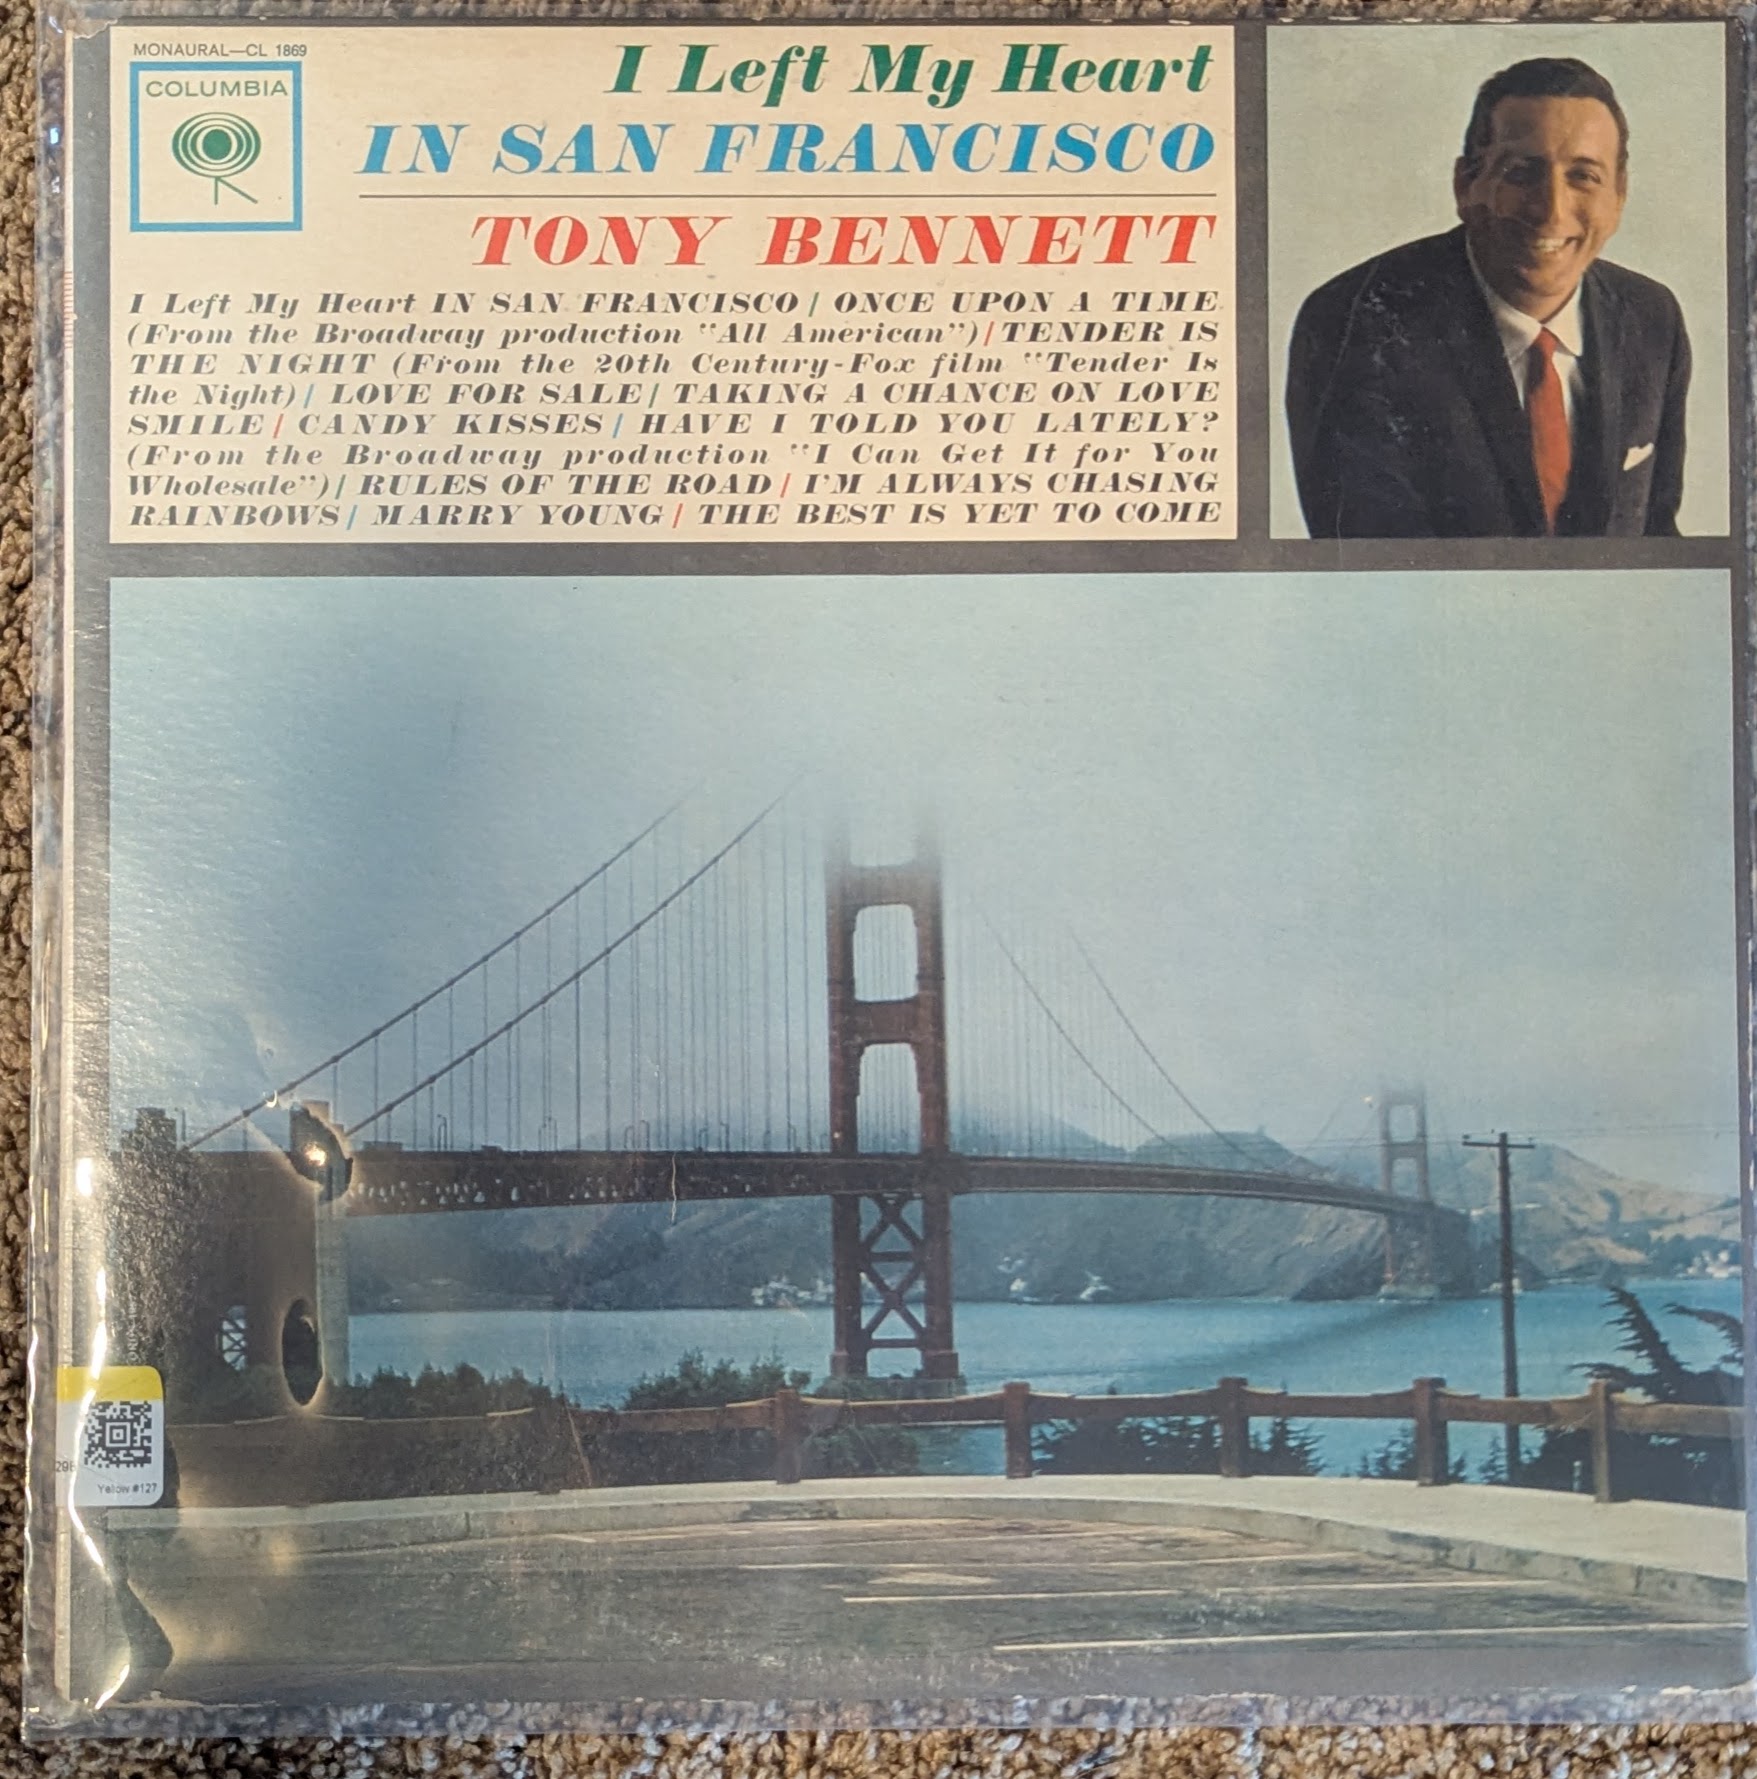 MONAURAL—CL 1869
COLUMBIA
I Left My Heart
IN SAN FRANCISCO
TONY BENNETT
I Left My Heart IN SAN FRANCISCO / ONCE UPON A TIME
(From the Broadway production "All American") / TENDER IS
THE NIGHT (From the 20th Century-Fox film "Tender Is
the Night) / LOVE FOR SALE / TAKING A CHANCE ON LOVE
SMILE / CANDY KISSES / HAVE I TOLD YOU LATELY?
(From the Broadway production "I Can Get It for You
Wholesale") / RULES OF THE ROAD / I'M ALWAYS CHASING
RAINBOWS / MARRY YOUNG / THE BEST IS YET TO COME
Yellow #127